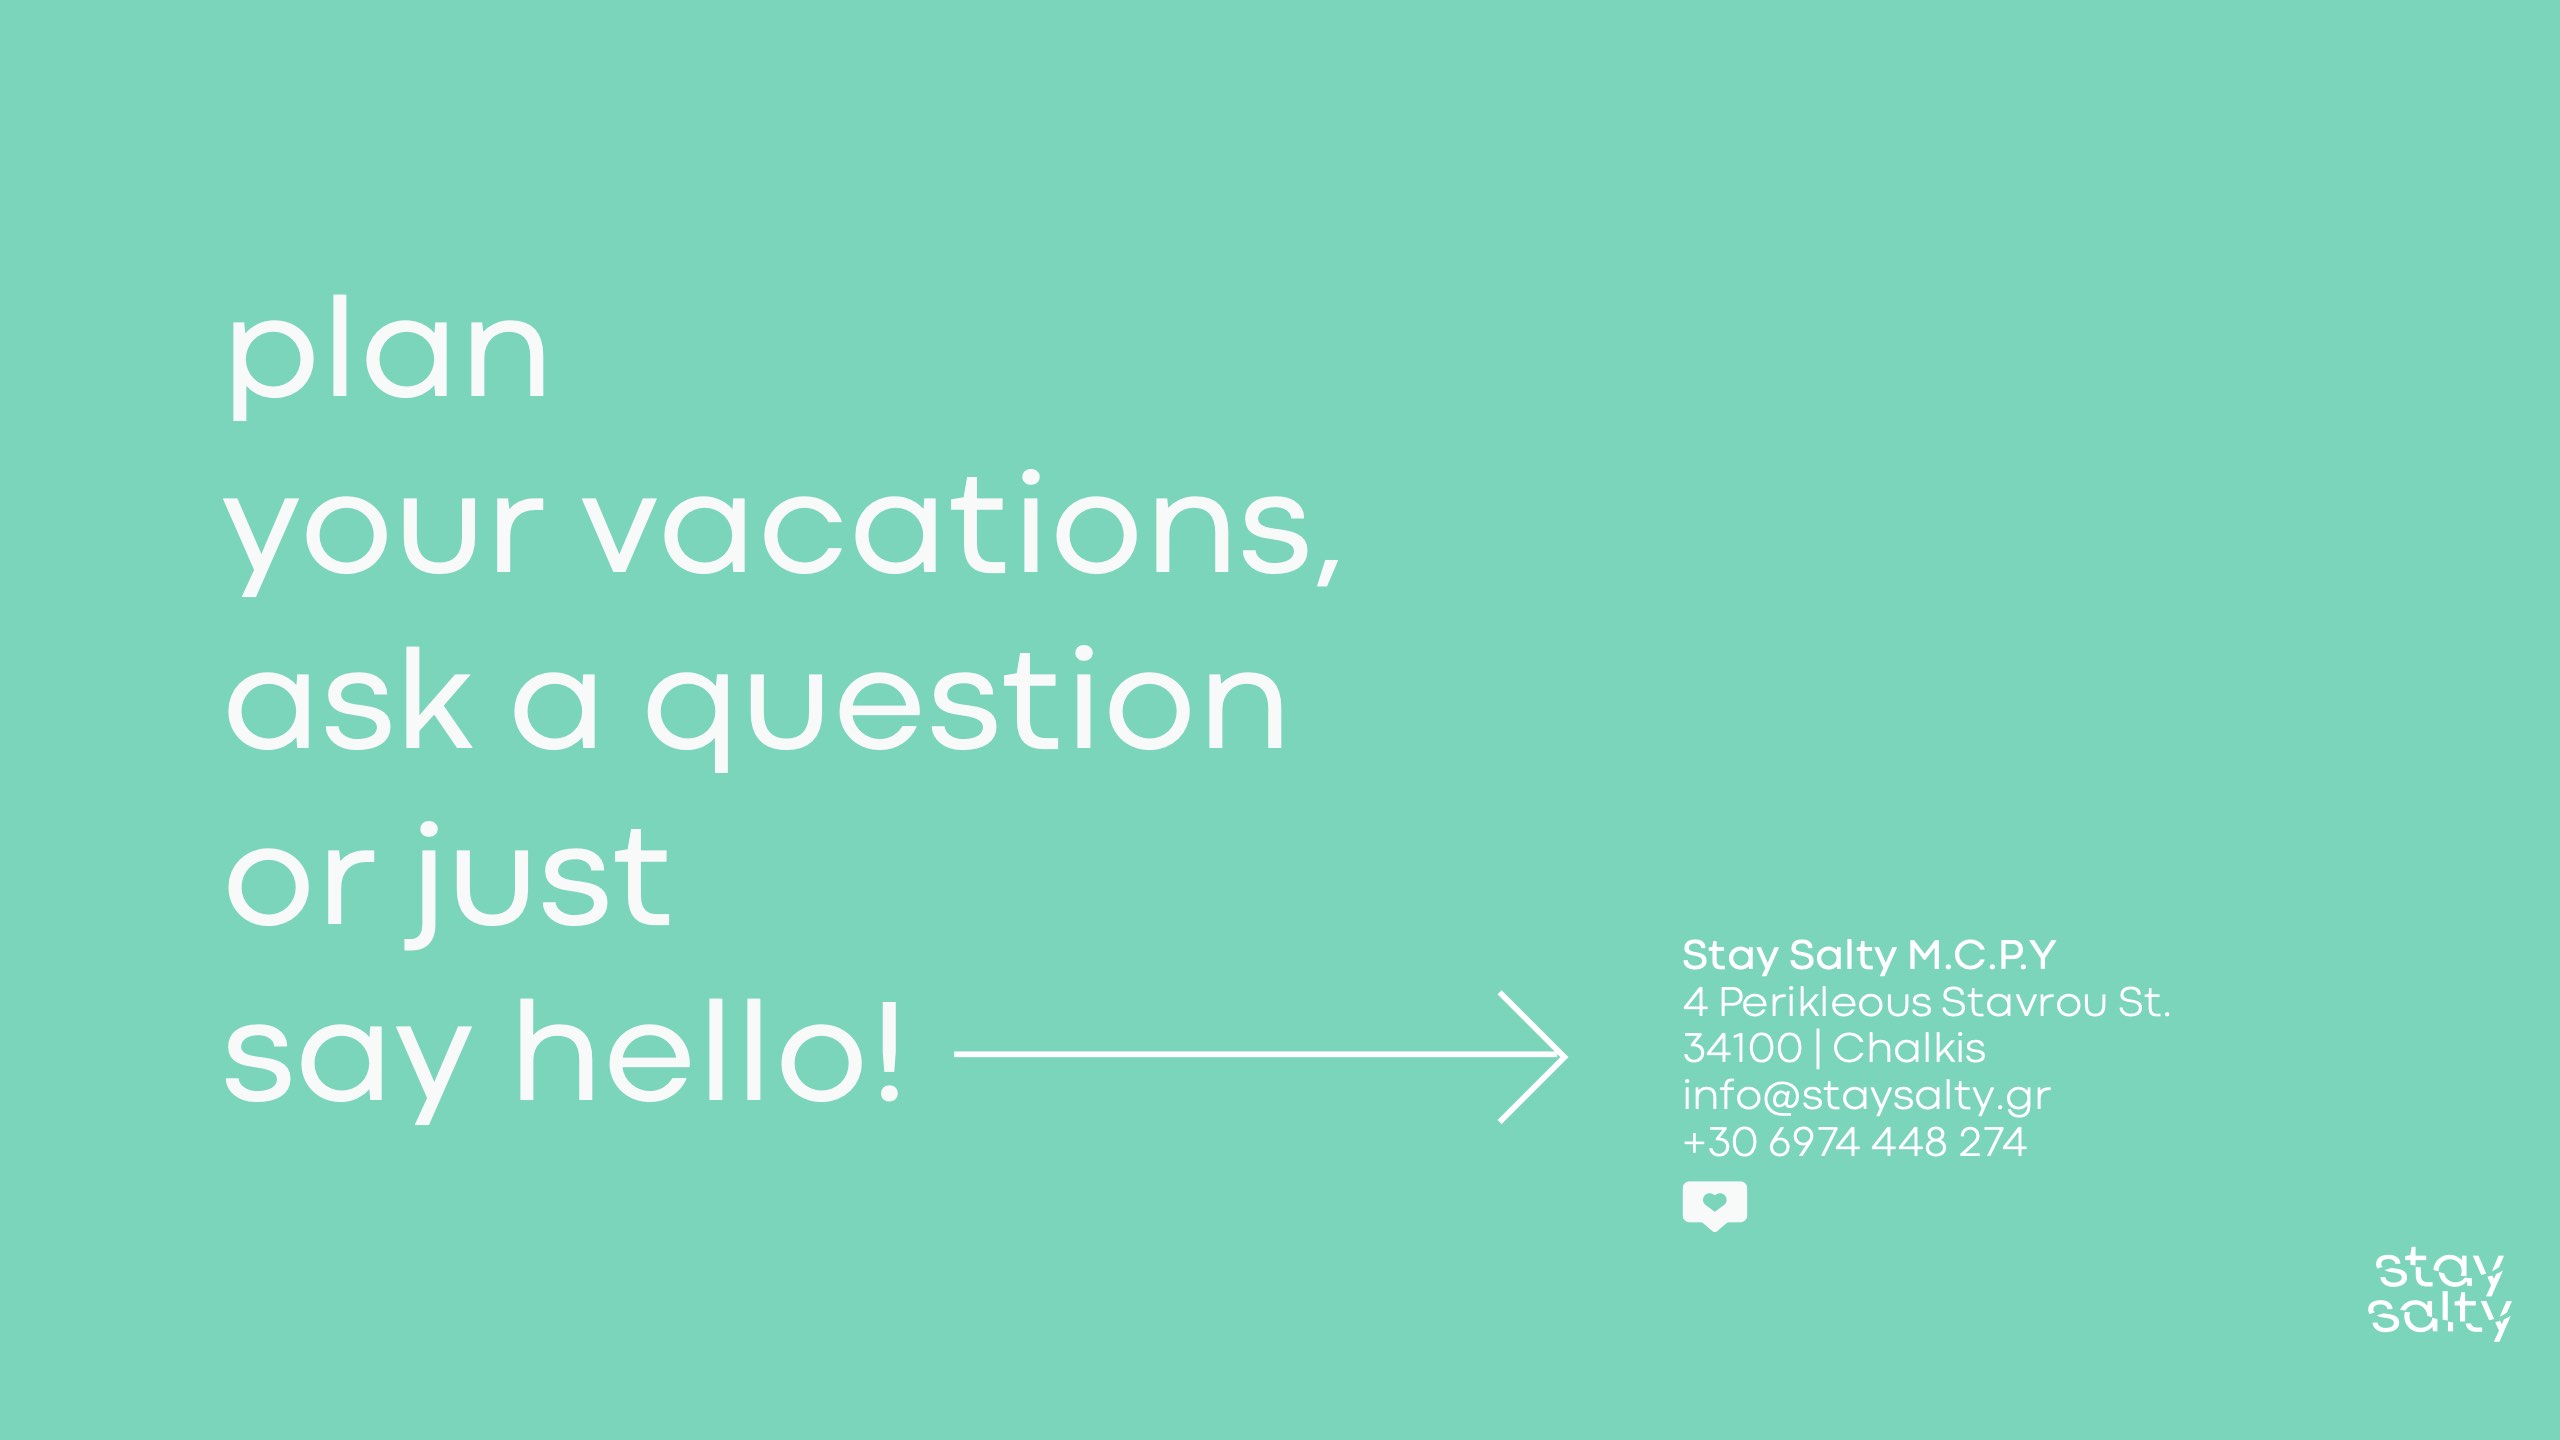 plan
your vacations,
ask a question
or just
say hello!
Stay Salty M.C.P.Y
4 Perikleous Stavrou St.
34100 | Chalkis
info@staysalty.gr
+30 6974 448 274
stay
salty